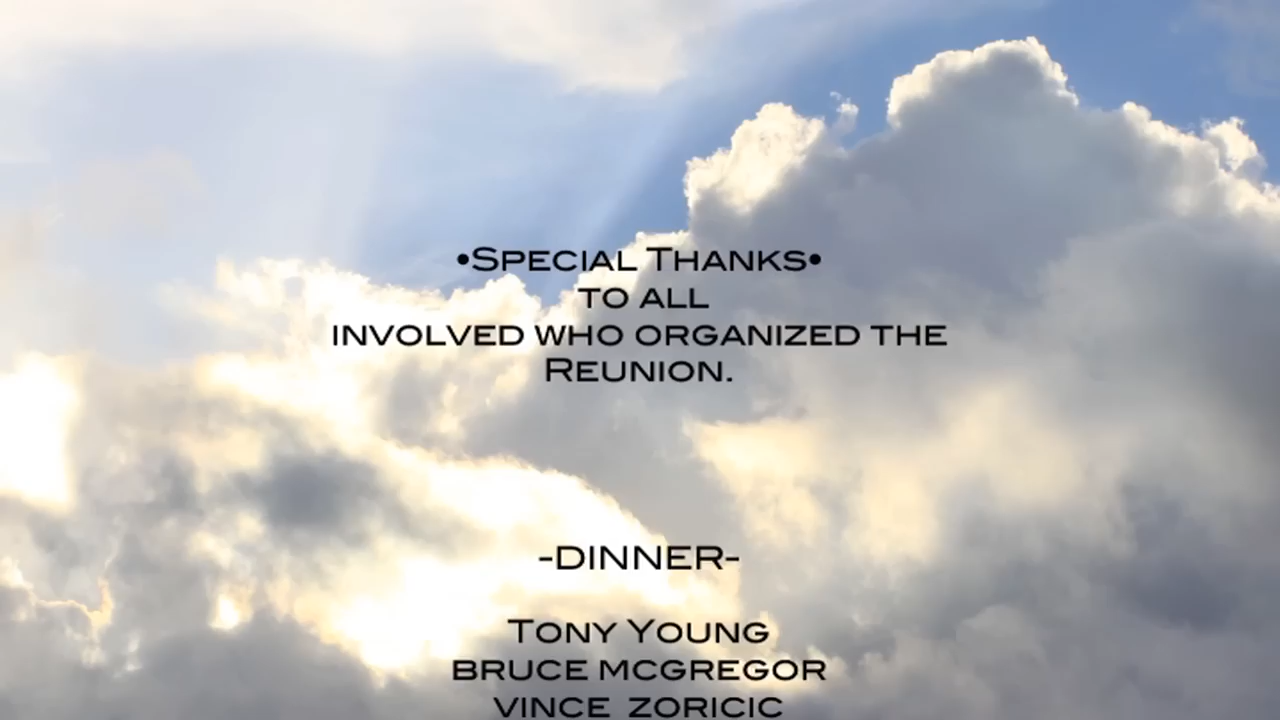 •Special Thanks•
to all
involved who organized the
Reunion.
-DINNER-
Tony Young
bruce mcgregor
vince zoricic